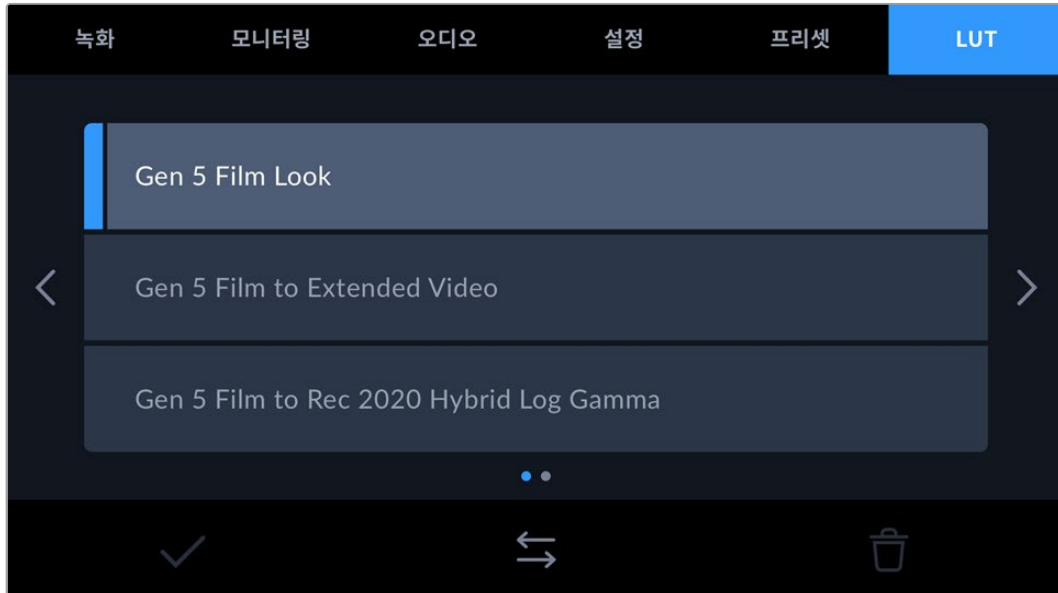 녹화 모니터링 오디오 설정 프리셋 LUT
Gen 5 Film Look
Gen 5 Film to Extended Video
Gen 5 Film to Rec 2020 Hybrid Log Gamma